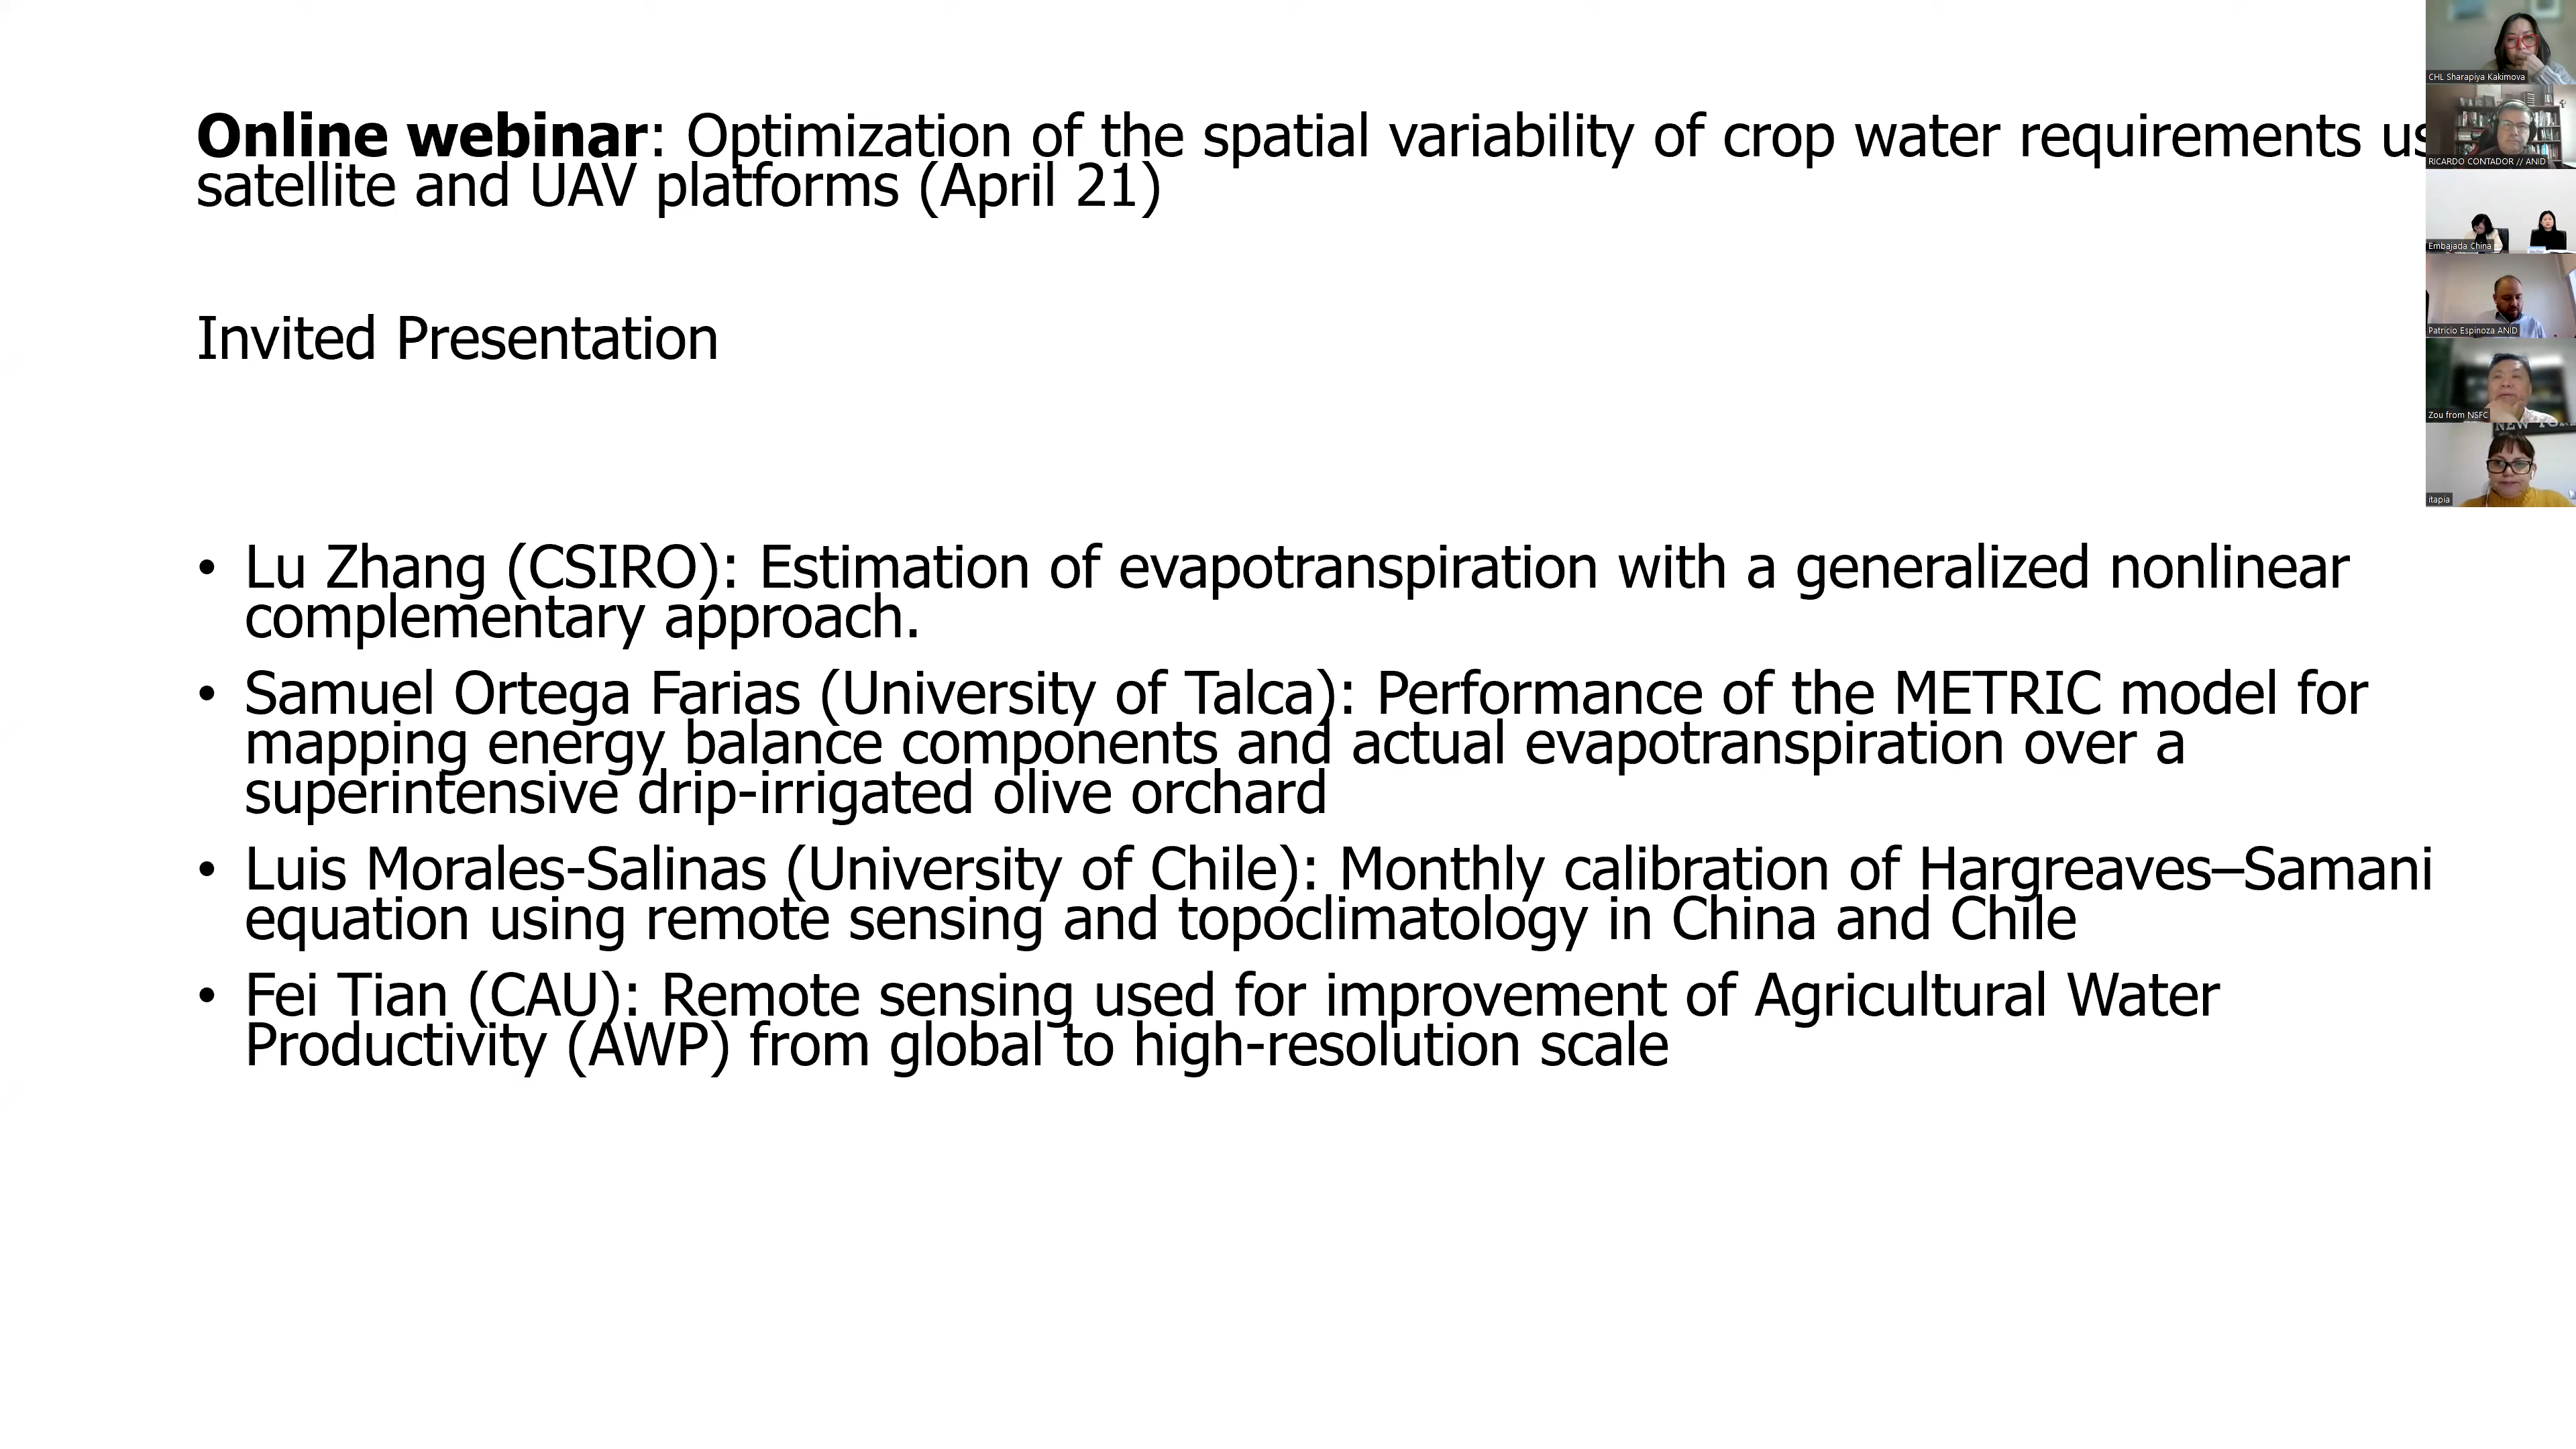 Online webinar: Optimization of the spatial variability of crop water requirements us
satellite and UAV platforms (April 21)
Invited Presentation
• Lu Zhang (CSIRO): Estimation of evapotranspiration with a generalized nonlinear
complementary approach.
• Samuel Ortega Farias (University of Talca): Performance of the METRIC model for
mapping energy balance components and actual evapotranspiration over a
superintensive drip-irrigated olive orchard
• Luis Morales-Salinas (University of Chile): Monthly calibration of Hargreaves–Samani
equation using remote sensing and topoclimatology in China and Chile
• Fei Tian (CAU): Remote sensing used for improvement of Agricultural Water
Productivity (AWP) from global to high-resolution scale
CHL Sharapiya Kakimova
RICARDO CONTADOR // ANID
Embajada China
Patricio Espinoza ANID
Zou from NSFC
NEW YO
itapia